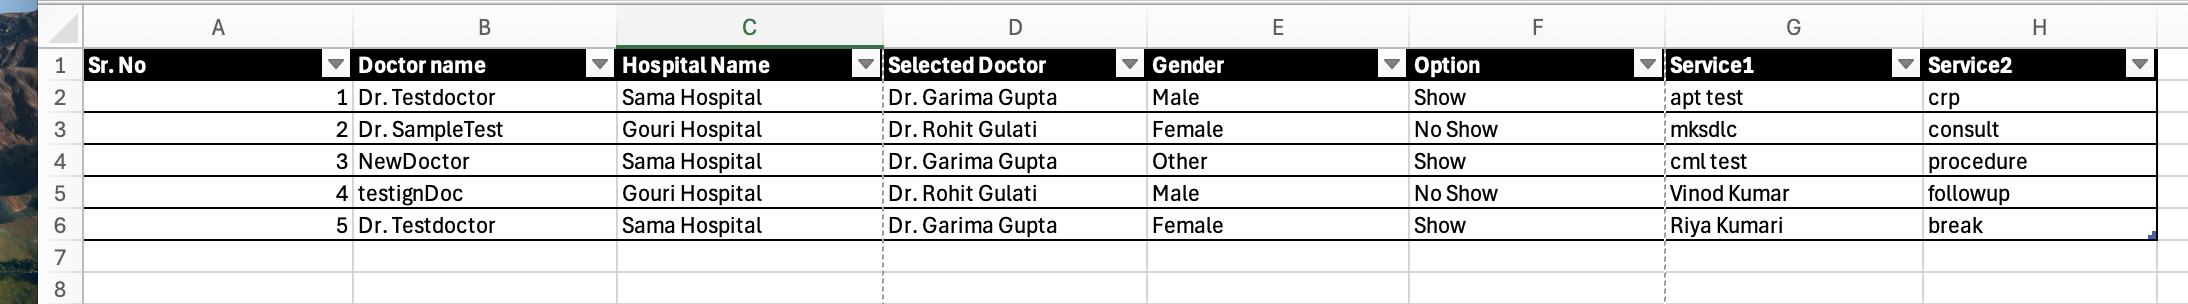 A B C D E F G H
1 Sr. No Doctor name Hospital Name Selected Doctor Gender Option Service1 Service2
2 1 Dr. Testdoctor Sama Hospital Dr. Garima Gupta Male Show apt test crp
3 2 Dr. SampleTest Gouri Hospital Dr. Rohit Gulati Female No Show mksdlc consult
4 3 NewDoctor Sama Hospital Dr. Garima Gupta Other Show cml test procedure
5 4 testignDoc Gouri Hospital Dr. Rohit Gulati Male No Show Vinod Kumar followup
6 5 Dr. Testdoctor Sama Hospital Dr. Garima Gupta Female Show Riya Kumari break
7
8